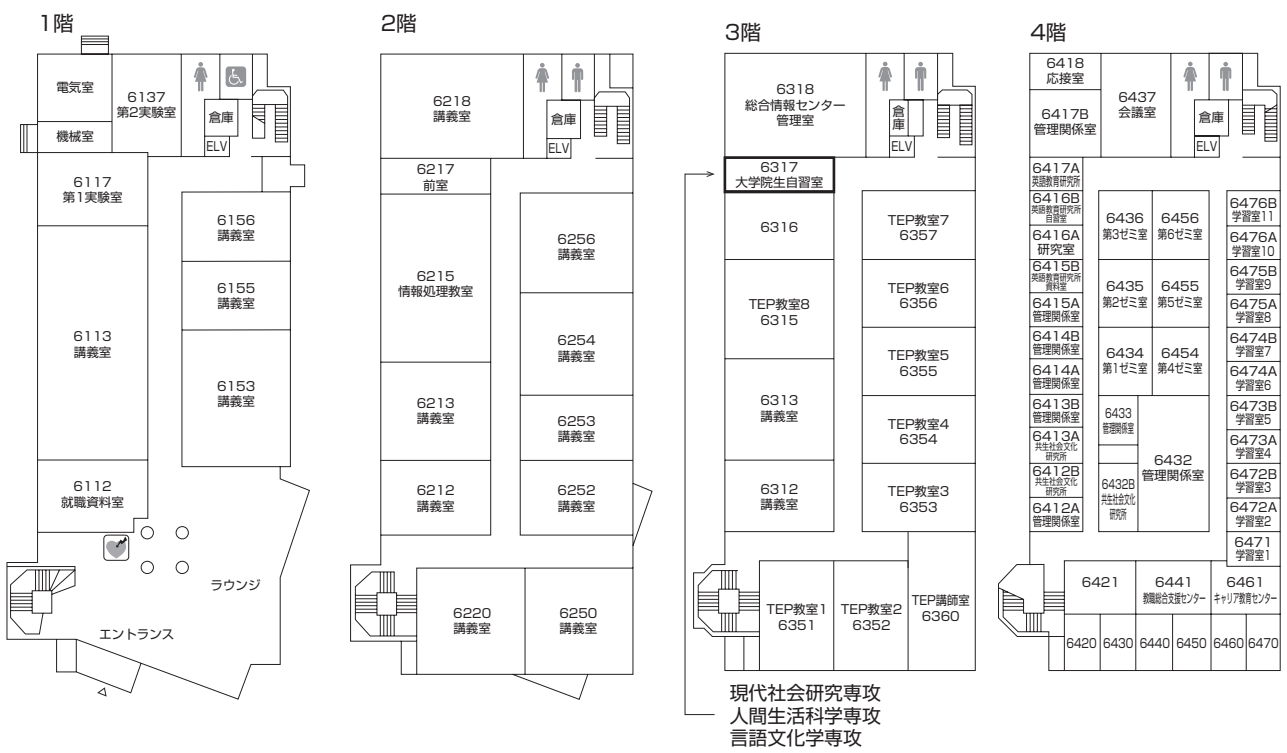 1階
電気室
6137
第2実験室
倉庫
機械室
ELV
6117
第1実験室
6156
講義室
6155
講義室
6113
講義室
6153
講義室
6112
就職資料室
ラウンジ
エントランス
2階
6218
講義室
倉庫
ELV
6217
前室
6256
講義室
6215
情報処理教室
6254
講義室
6213
講義室
6253
講義室
6212
講義室
6252
講義室
6220
講義室
6250
講義室
3階
6318
総合情報センター
管理室
倉庫
ELV
6317
大学院生自習室
6316
TEP教室7
6357
TEP教室8
6315
TEP教室6
6356
TEP教室5
6355
6313
講義室
TEP教室4
6354
6312
講義室
TEP教室3
6353
TEP教室1
6351
TEP教室2
6352
TEP講師室
6360
現代社会研究専攻
人間生活科学専攻
言語文化学専攻
4階
6418
応接室
6437
会議室
6417B
管理関係室
倉庫
ELV
6417A
英語教育研究所
6416B
英語教育研究所
自習室
6416A
研究室
6415B
英語教育研究所
資料室
6415A
管理関係室
6414B
管理関係室
6414A
管理関係室
6413B
管理関係室
6413A
共生社会文化
研究所
6412B
共生社会文化
研究所
6412A
管理関係室
6436
第3ゼミ室
6456
第6ゼミ室
6435
第2ゼミ室
6455
第5ゼミ室
6434
第1ゼミ室
6454
第4ゼミ室
6433
管理関係室
6432
管理関係室
6432B
共生社会文化
研究所
6476B
学習室11
6476A
学習室10
6475B
学習室9
6475A
学習室8
6474B
学習室7
6474A
学習室6
6473B
学習室5
6473A
学習室4
6472B
学習室3
6472A
学習室2
6471
学習室1
6421
6441
教職総合支援センター
6461
キャリア教育センター
6420
6430
6440
6450
6460
6470